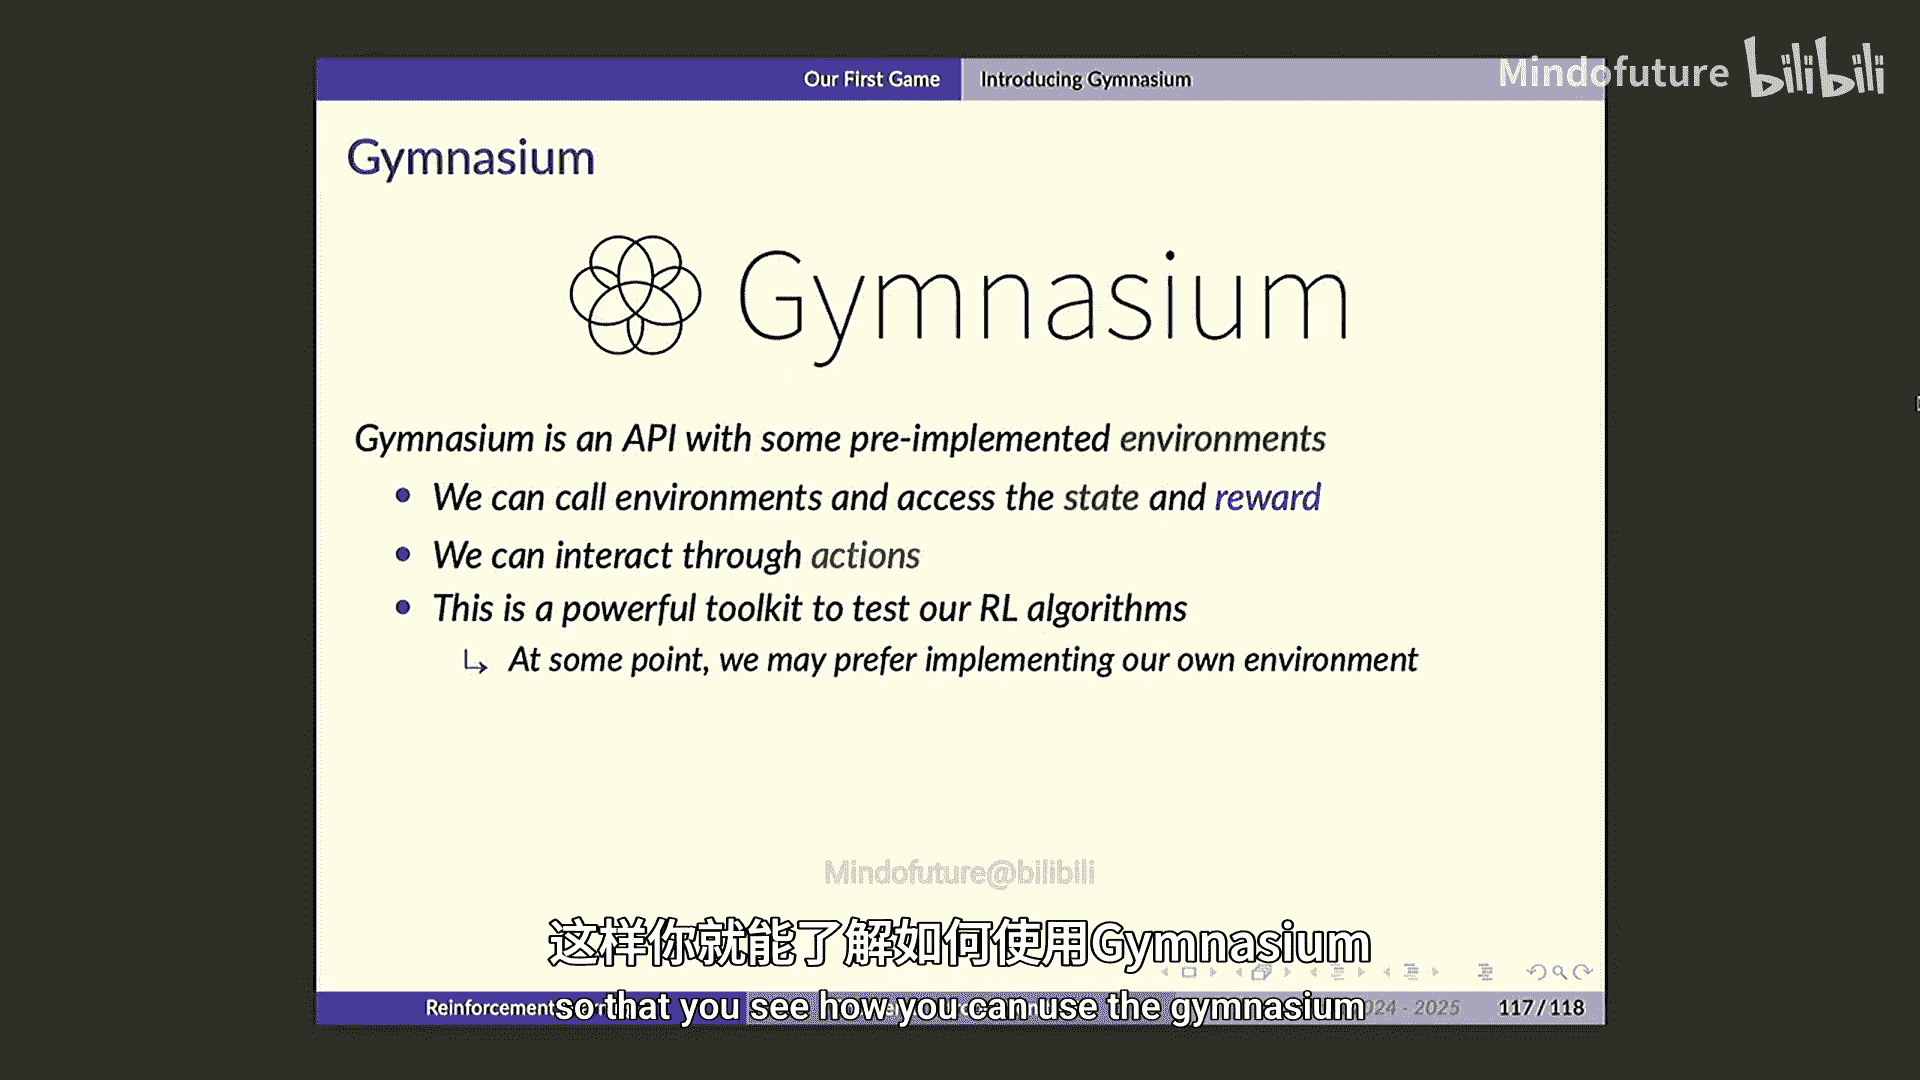 Our First Game
Introducing Gymnasium
Mindofuture bilibili
Gymnasium
Gymnasium
Gymnasium is an API with some pre-implemented environments
We can call environments and access the state and reward
We can interact through actions
This is a powerful toolkit to test our RL algorithms
At some point, we may prefer implementing our own environment
Mindofuture@bilibili
这样你就能了解如何使用Gymnasium
so that you see how you can use the gymnasium
Reinforcement
2024 - 2025
117 / 118